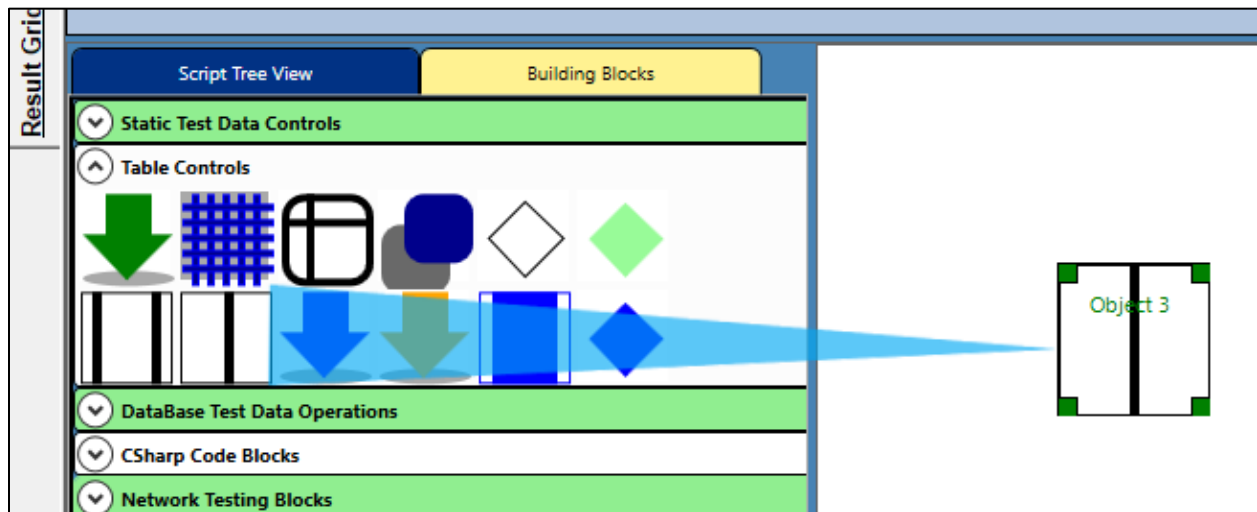 Result Grid
Script Tree View
Building Blocks
Static Test Data Controls
Table Controls
Object 3
DataBase Test Data Operations
CSharp Code Blocks
Network Testing Blocks